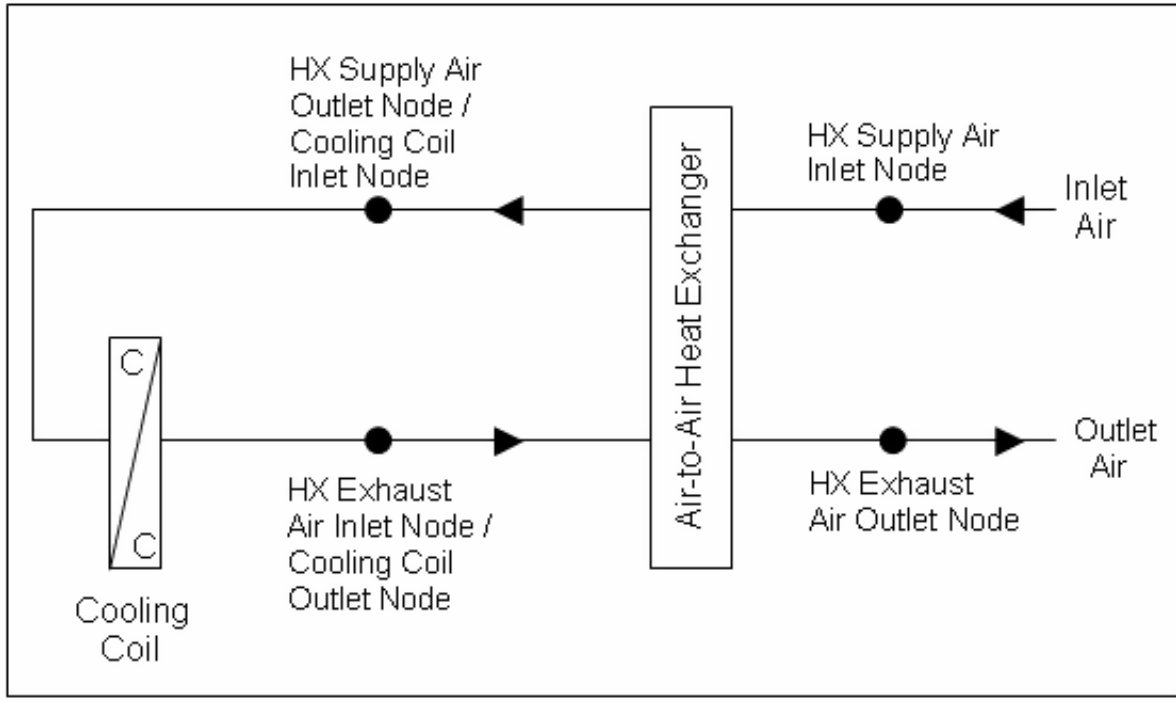 HX Supply Air
Outlet Node /
Cooling Coil
Inlet Node
Air-to-Air Heat Exchanger
HX Supply Air
Inlet Node
Inlet
Air
C
C
Cooling
Coil
HX Exhaust
Air Inlet Node /
Cooling Coil
Outlet Node
HX Exhaust
Air Outlet Node
Outlet
Air